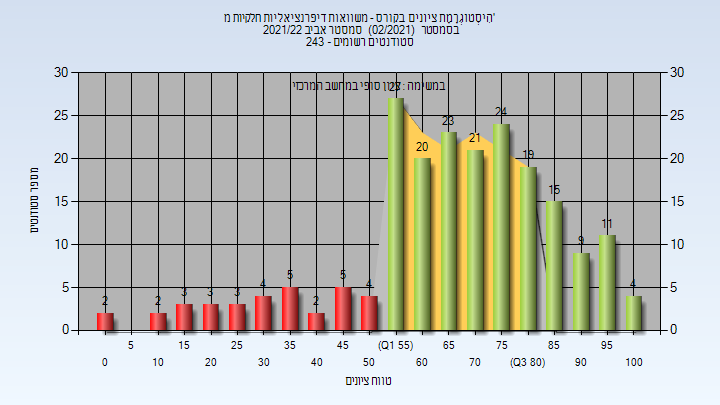 היסטוגרמת ציונים בקורס - משוואות דיפרנציאליות חלקיות מ'
בסמסטר (02/2021) סמסטר אביב 2021/22
סטודנטים רשומים - 243
במשימה : ציון סופי במחשב המרכזי
30 25 20 15 10 5 0
מספר סטודנטים
30 25 20 15 10 5 0
2 2 3 3 3 4 5 2 5 4 27 20 23 21 24 19 15 9 11 4
5 15 25 35 45 (Q1 55) 65 75 85 95
0 10 20 30 40 50 60 70 (Q3 80) 90 100
טווח ציונים